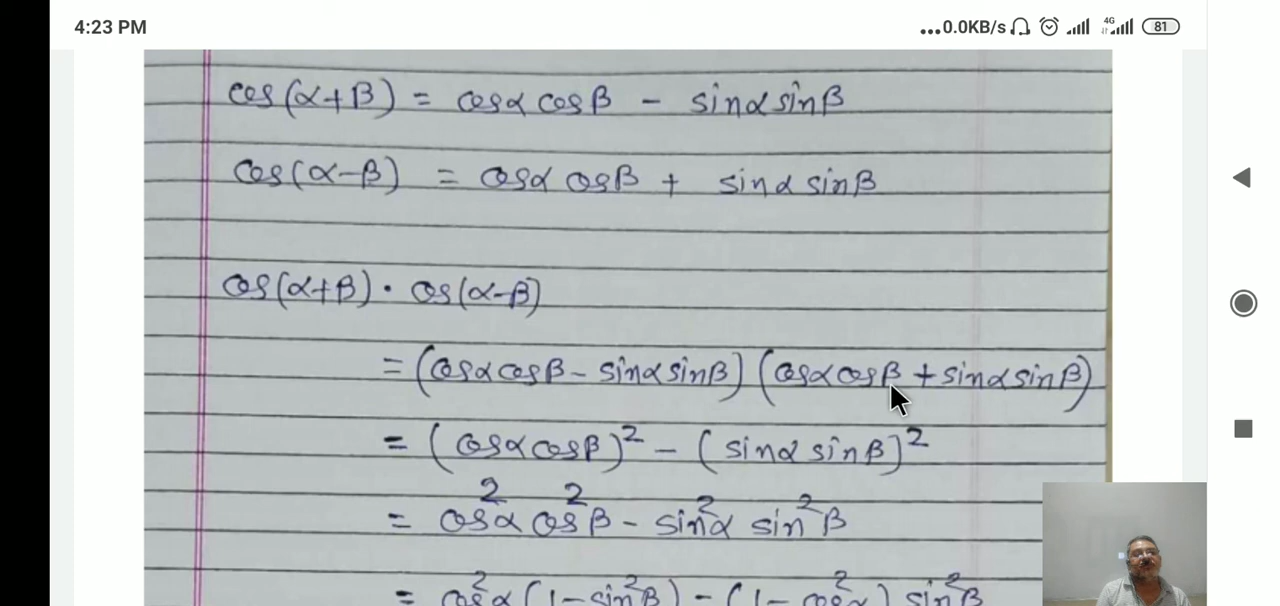 4:23 PM ...0.0KB/s 4G 81
cos(α+β) = cosα cosβ - sinα sinβ
cos(α-β) = cosα cosβ + sinα sinβ
cos(α+β) · cos(α-β)
= (cosα cosβ - sinα sinβ) (cosα cosβ + sinα sinβ)
= (cosα cosβ)² - (sinα sinβ)²
= cos²α cos²β - sin²α sin²β
= cos²α (1 - sin²β) - (1 - cos²α) sin²β